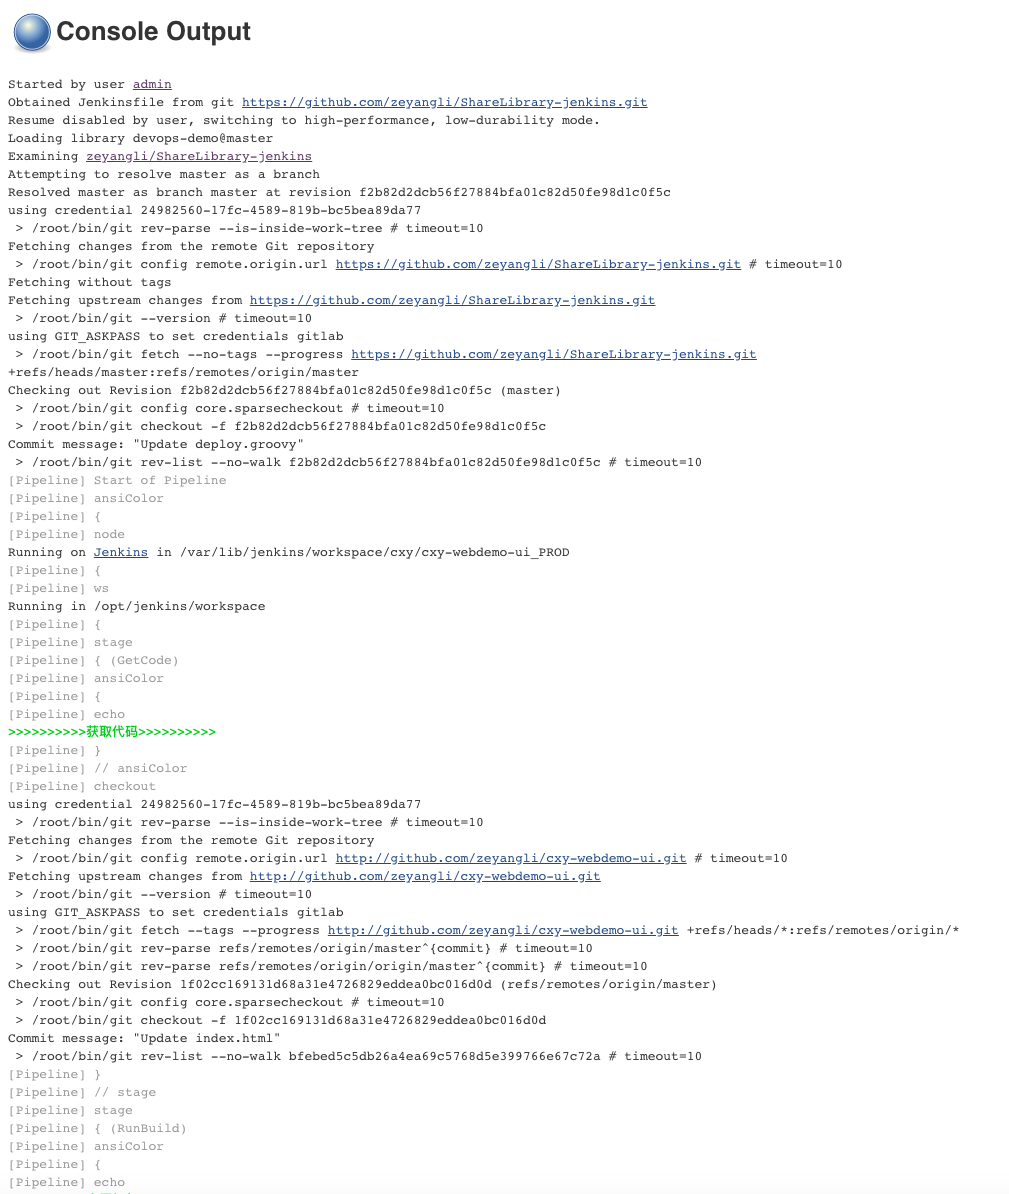 Console Output
Started by user admin
Obtained Jenkinsfile from git https://github.com/zeyangli/ShareLibrary-jenkins.git
Resume disabled by user, switching to high-performance, low-durability mode.
Loading library devops-demo@master
Examining zeyangli/ShareLibrary-jenkins
Attempting to resolve master as a branch
Resolved master as branch master at revision f2b82d2dcb56f27884bfa01c82d50fe98d1c0f5c
using credential 24982560-17fc-4589-819b-bc5bea89da77
 > /root/bin/git rev-parse --is-inside-work-tree # timeout=10
Fetching changes from the remote Git repository
 > /root/bin/git config remote.origin.url https://github.com/zeyangli/ShareLibrary-jenkins.git # timeout=10
Fetching without tags
Fetching upstream changes from https://github.com/zeyangli/ShareLibrary-jenkins.git
 > /root/bin/git --version # timeout=10
using GIT_ASKPASS to set credentials gitlab
 > /root/bin/git fetch --no-tags --progress https://github.com/zeyangli/ShareLibrary-jenkins.git
+refs/heads/master:refs/remotes/origin/master
Checking out Revision f2b82d2dcb56f27884bfa01c82d50fe98d1c0f5c (master)
 > /root/bin/git config core.sparsecheckout # timeout=10
 > /root/bin/git checkout -f f2b82d2dcb56f27884bfa01c82d50fe98d1c0f5c
Commit message: "Update deploy.groovy"
 > /root/bin/git rev-list --no-walk f2b82d2dcb56f27884bfa01c82d50fe98d1c0f5c # timeout=10
[Pipeline] Start of Pipeline
[Pipeline] ansiColor
[Pipeline] {
[Pipeline] node
Running on Jenkins in /var/lib/jenkins/workspace/cxy/cxy-webdemo-ui_PROD
[Pipeline] {
[Pipeline] ws
Running in /opt/jenkins/workspace
[Pipeline] {
[Pipeline] stage
[Pipeline] { (GetCode)
[Pipeline] ansiColor
[Pipeline] {
[Pipeline] echo
>>>>>>>>>>获取代码>>>>>>>>>>
[Pipeline] }
[Pipeline] // ansiColor
[Pipeline] checkout
using credential 24982560-17fc-4589-819b-bc5bea89da77
 > /root/bin/git rev-parse --is-inside-work-tree # timeout=10
Fetching changes from the remote Git repository
 > /root/bin/git config remote.origin.url http://github.com/zeyangli/cxy-webdemo-ui.git # timeout=10
Fetching upstream changes from http://github.com/zeyangli/cxy-webdemo-ui.git
 > /root/bin/git --version # timeout=10
using GIT_ASKPASS to set credentials gitlab
 > /root/bin/git fetch --tags --progress http://github.com/zeyangli/cxy-webdemo-ui.git +refs/heads/*:refs/remotes/origin/*
 > /root/bin/git rev-parse refs/remotes/origin/master^{commit} # timeout=10
 > /root/bin/git rev-parse refs/remotes/origin/origin/master^{commit} # timeout=10
Checking out Revision 1f02cc169131d68a31e4726829eddea0bc016d0d (refs/remotes/origin/master)
 > /root/bin/git config core.sparsecheckout # timeout=10
 > /root/bin/git checkout -f 1f02cc169131d68a31e4726829eddea0bc016d0d
Commit message: "Update index.html"
 > /root/bin/git rev-list --no-walk bfebed5c5db26a4ea69c5768d5e399766e67c72a # timeout=10
[Pipeline] }
[Pipeline] // stage
[Pipeline] stage
[Pipeline] { (RunBuild)
[Pipeline] ansiColor
[Pipeline] {
[Pipeline] echo